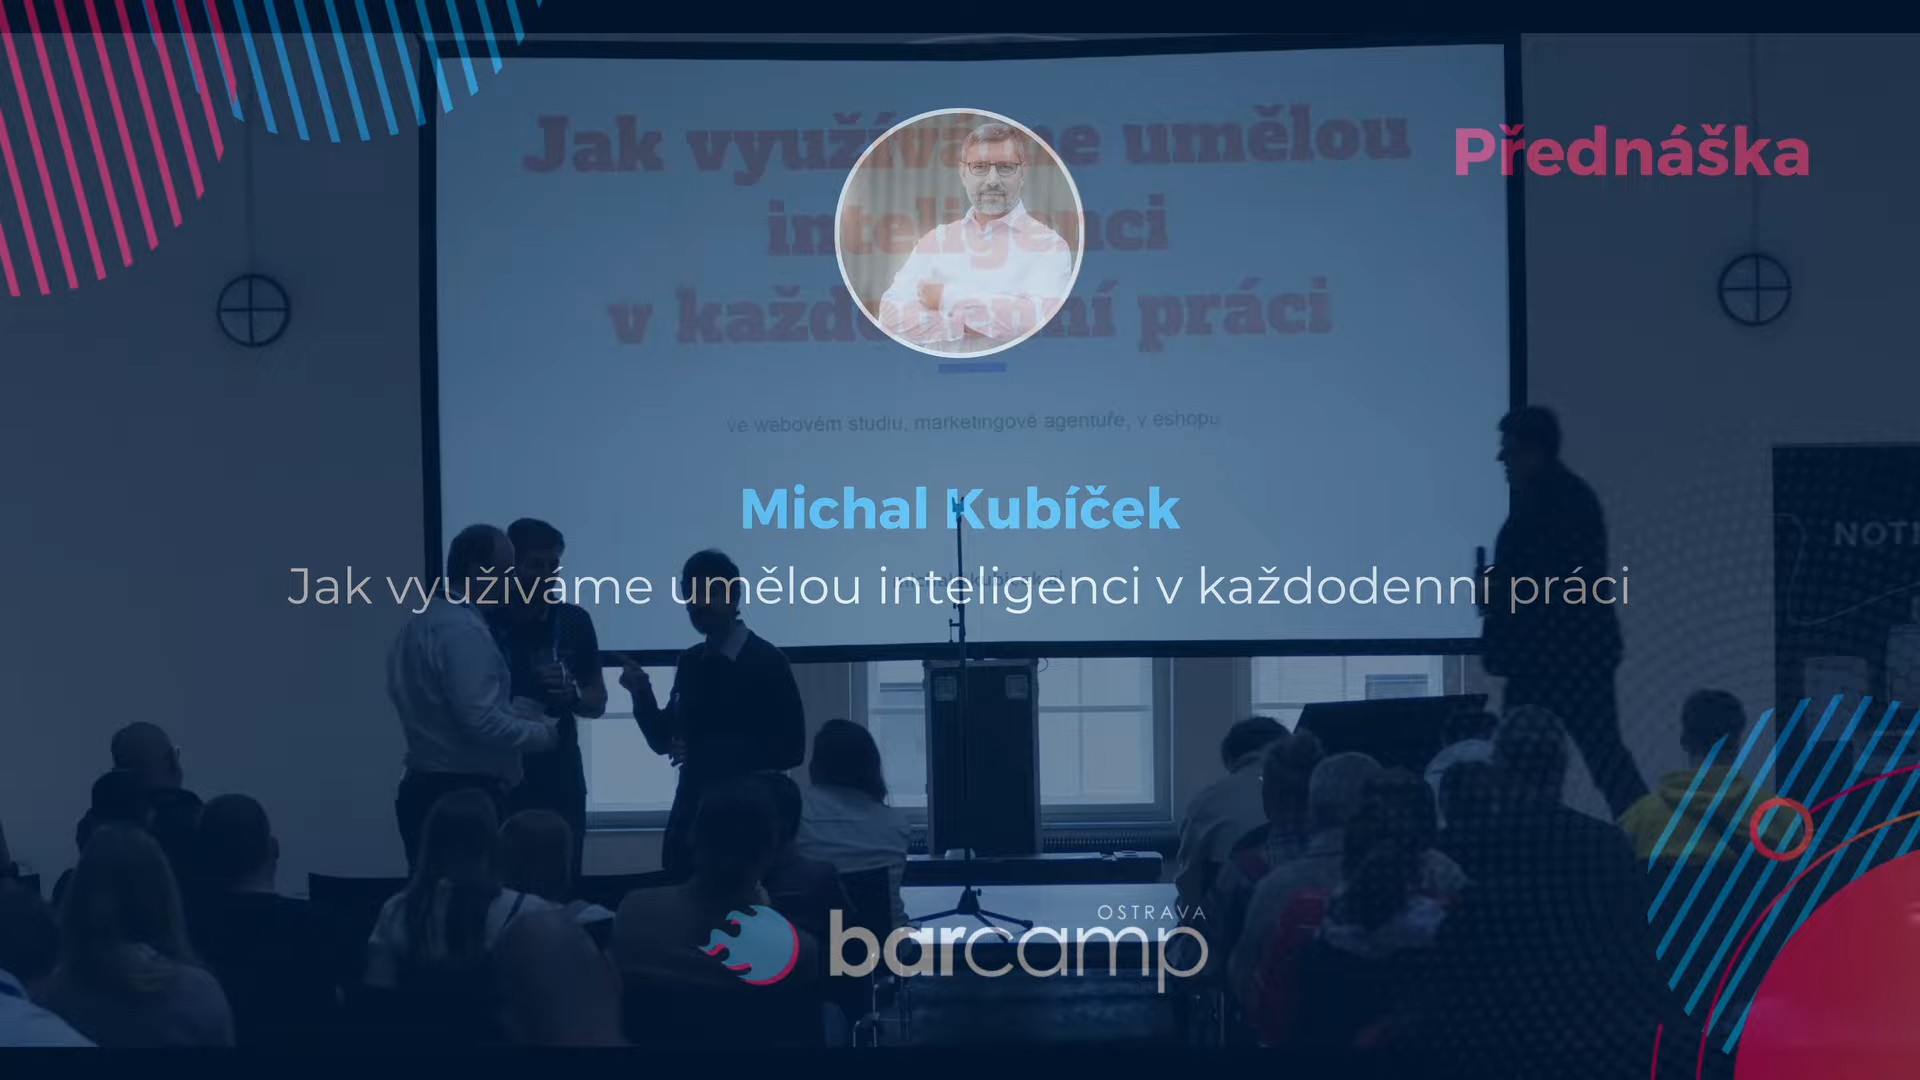 Jak využíváme umělou
inteligenci
v každodenní práci
Přednáška
ve webovém studiu, marketingové agentuře, v eshopu
Michal Kubíček
Jak využíváme umělou inteligenci v každodenní práci
OSTRAVA
barcamp